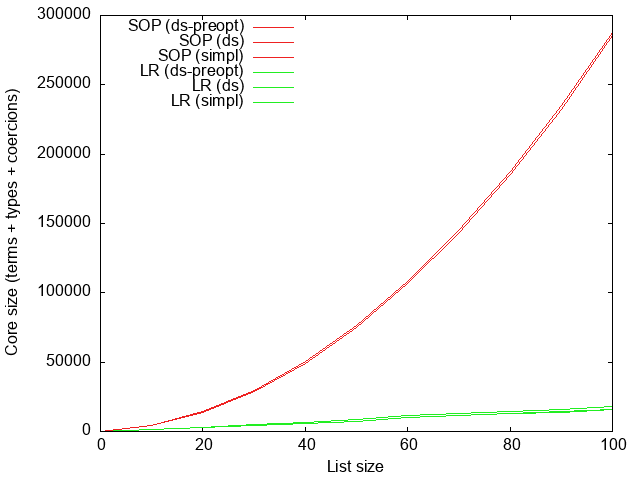 300000
250000
200000
150000
100000
50000
0
Core size (terms + types + coercions)
SOP (ds-preopt)
SOP (ds)
SOP (simpl)
LR (ds-preopt)
LR (ds)
LR (simpl)
0 20 40 60 80 100
List size